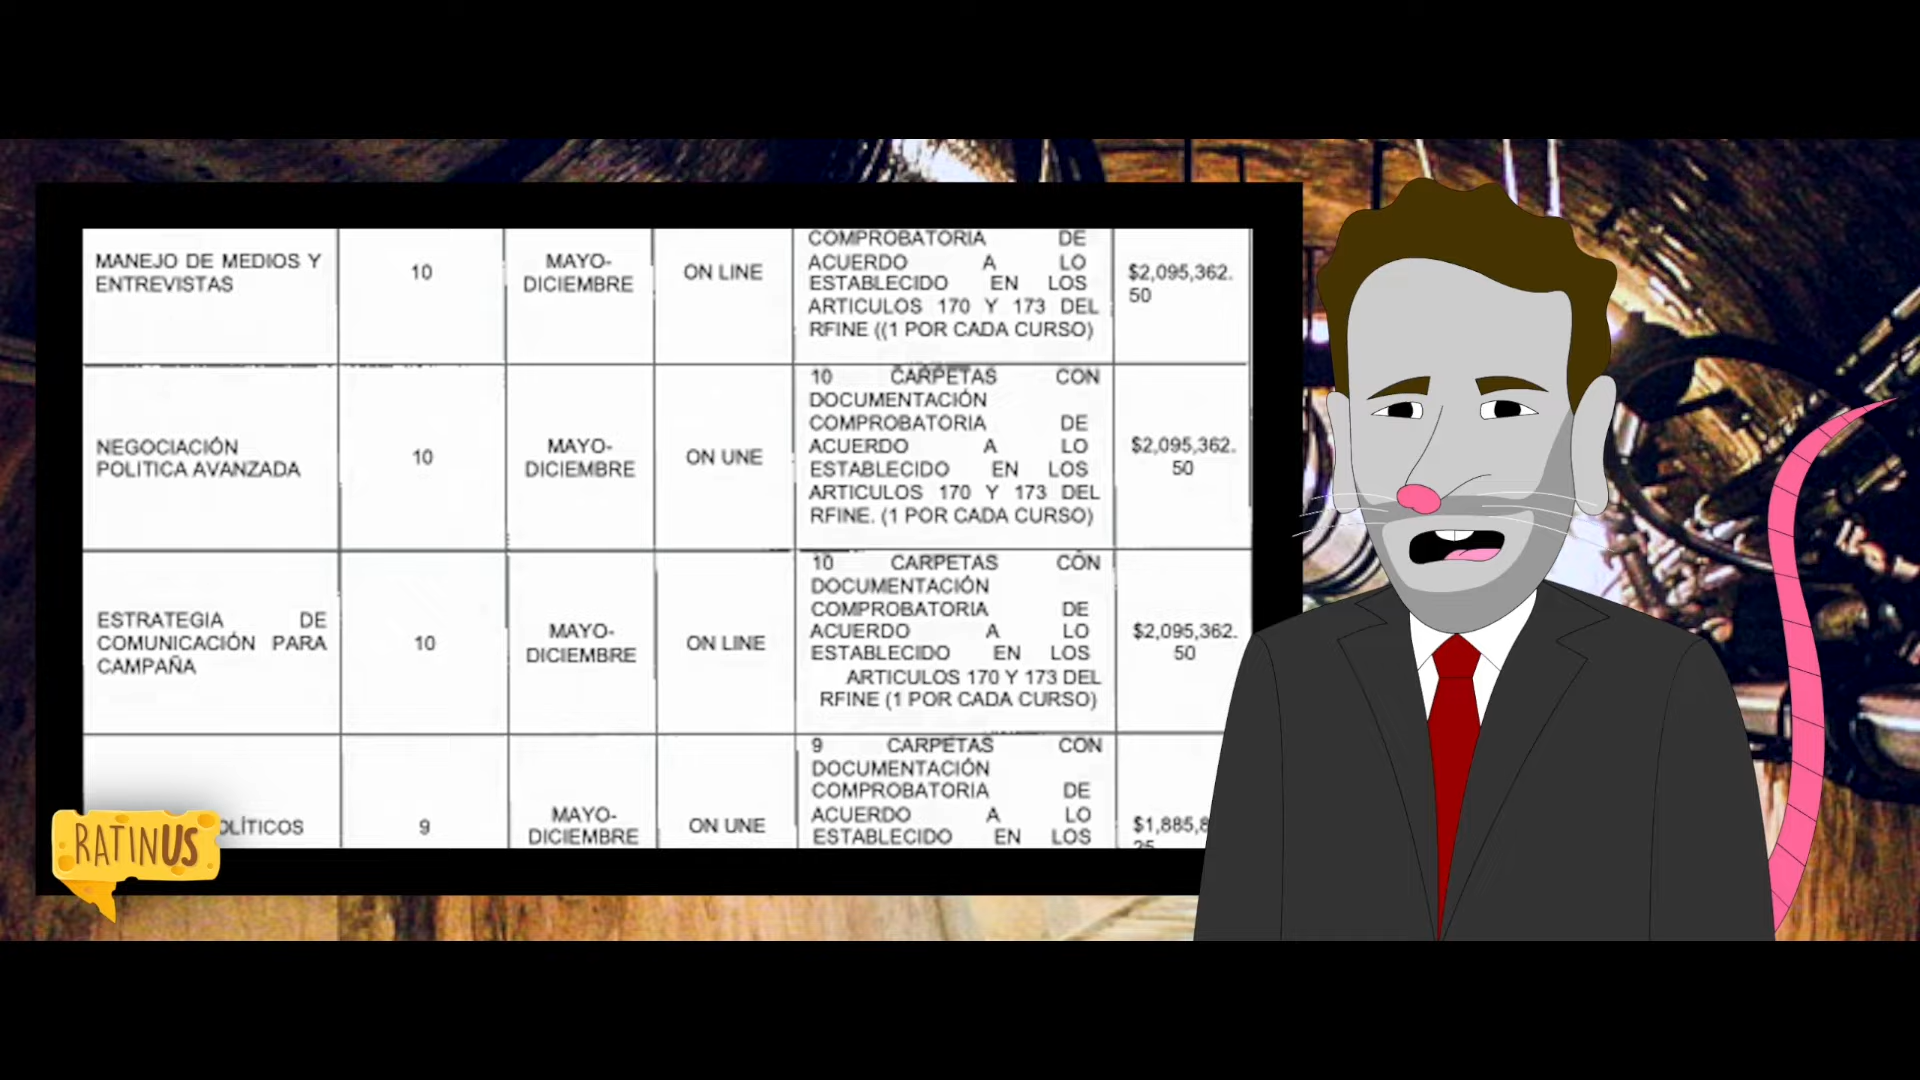 MANEJO DE MEDIOS Y
ENTREVISTAS
10
MAYO-
DICIEMBRE
ON LINE
COMPROBATORIA DE
ACUERDO A LO
ESTABLECIDO EN LOS
ARTICULOS 170 Y 173 DEL
RFINE ((1 POR CADA CURSO)
$2,095,362.
50
NEGOCIACIÓN
POLITICA AVANZADA
10
MAYO-
DICIEMBRE
ON UNE
10 CARPETAS CON
DOCUMENTACIÓN
COMPROBATORIA DE
ACUERDO A LO
ESTABLECIDO EN LOS
ARTICULOS 170 Y 173 DEL
RFINE. (1 POR CADA CURSO)
$2,095,362.
50
ESTRATEGIA DE
COMUNICACIÓN PARA
CAMPAÑA
10
MAYO-
DICIEMBRE
ON LINE
10 CARPETAS CON
DOCUMENTACIÓN
COMPROBATORIA DE
ACUERDO A LO
ESTABLECIDO EN LOS
ARTICULOS 170 Y 173 DEL
RFINE (1 POR CADA CURSO)
$2,095,362.
50
OLÍTICOS
9
MAYO-
DICIEMBRE
ON UNE
9 CARPETAS CON
DOCUMENTACIÓN
COMPROBATORIA DE
ACUERDO A LO
ESTABLECIDO EN LOS
$1,885,8
RATINUS